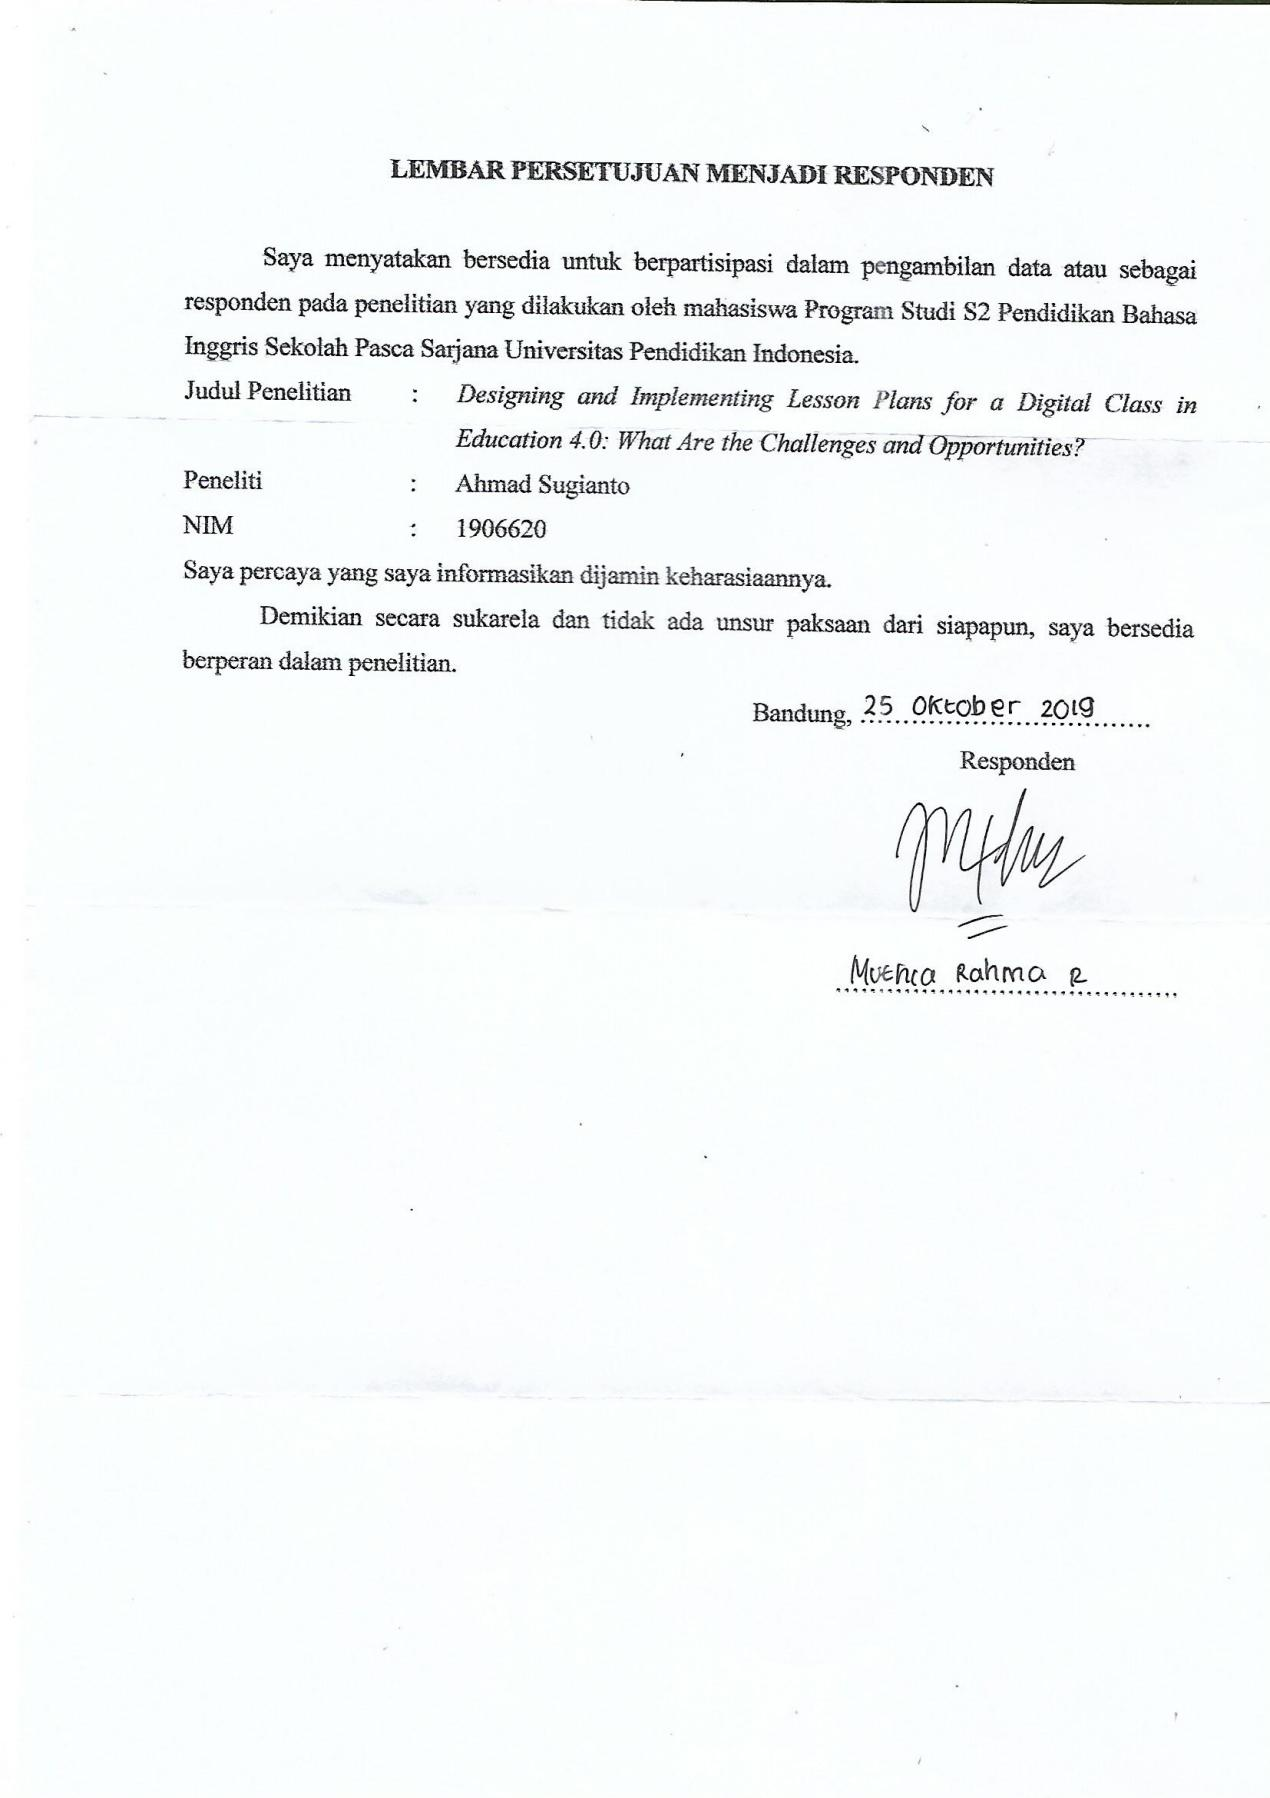 LEMBAR PERSETUJUAN MENJADI RESPONDEN
Saya menyatakan bersedia untuk berpartisipasi dalam pengambilan data atau sebagai
responden pada penelitian yang dilakukan oleh mahasiswa Program Studi S2 Pendidikan Bahasa
Inggris Sekolah Pasca Sarjana Universitas Pendidikan Indonesia.
Judul Penelitian : Designing and Implementing Lesson Plans for a Digital Class in
Education 4.0: What Are the Challenges and Opportunities?
Peneliti : Ahmad Sugianto
NIM : 1906620
Saya percaya yang saya informasikan dijamin keharasiaannya.
Demikian secara sukarela dan tidak ada unsur paksaan dari siapapun, saya bersedia
berperan dalam penelitian.
Bandung, 25 Oktober 2019
Responden
Rahma R